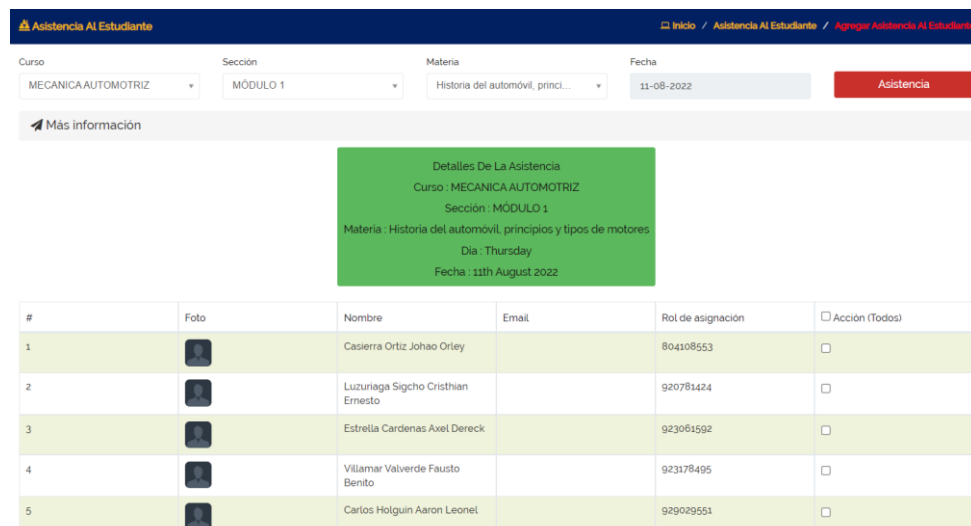 Asistencia Al Estudiante
Inicio / Asistencia Al Estudiante / Agregar Asistencia Al Estudiante
Curso
Sección
Materia
Fecha
MECANICA AUTOMOTRIZ
MÓDULO 1
Historia del automóvil, princi...
11-08-2022
Asistencia
Más información
Detalles De La Asistencia
Curso : MECANICA AUTOMOTRIZ
Sección : MÓDULO 1
Materia : Historia del automóvil, principios y tipos de motores
Dia : Thursday
Fecha : 11th August 2022
# Foto Nombre Email Rol de asignación Acción (Todos)
1 Casierra Ortiz Johao Orley 804108553
2 Luzuriaga Sigcho Cristhian 920781424
Ernesto
3 Estrella Cardenas Axel Dereck 923061592
4 Villamar Valverde Fausto 923178495
Benito
5 Carlos Holguin Aaron Leonel 929029551